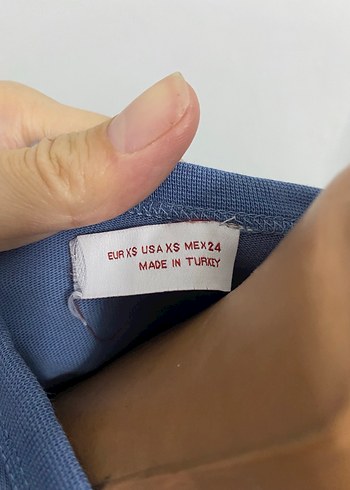 EUR XS USA XS MEX 24
MADE IN TURKEY